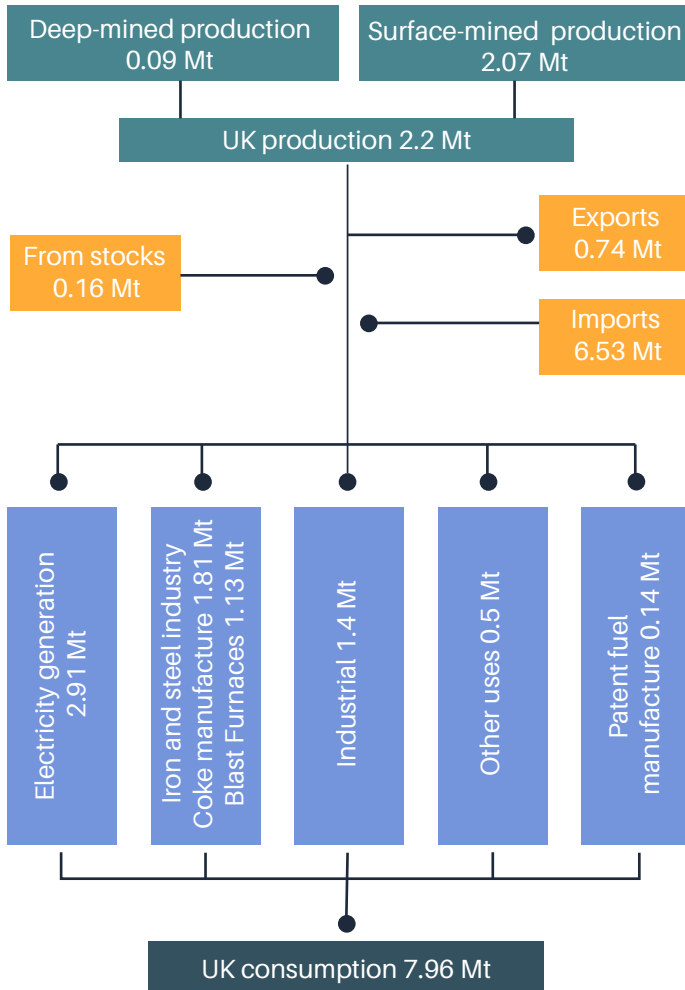 Deep-mined production
0.09 Mt
Surface-mined production
2.07 Mt
UK production 2.2 Mt
From stocks
0.16 Mt
Exports
0.74 Mt
Imports
6.53 Mt
Electricity generation
2.91 Mt
Iron and steel industry
Coke manufacture 1.81 Mt
Blast Furnaces 1.13 Mt
Industrial 1.4 Mt
Other uses 0.5 Mt
Patent fuel
manufacture 0.14 Mt
UK consumption 7.96 Mt